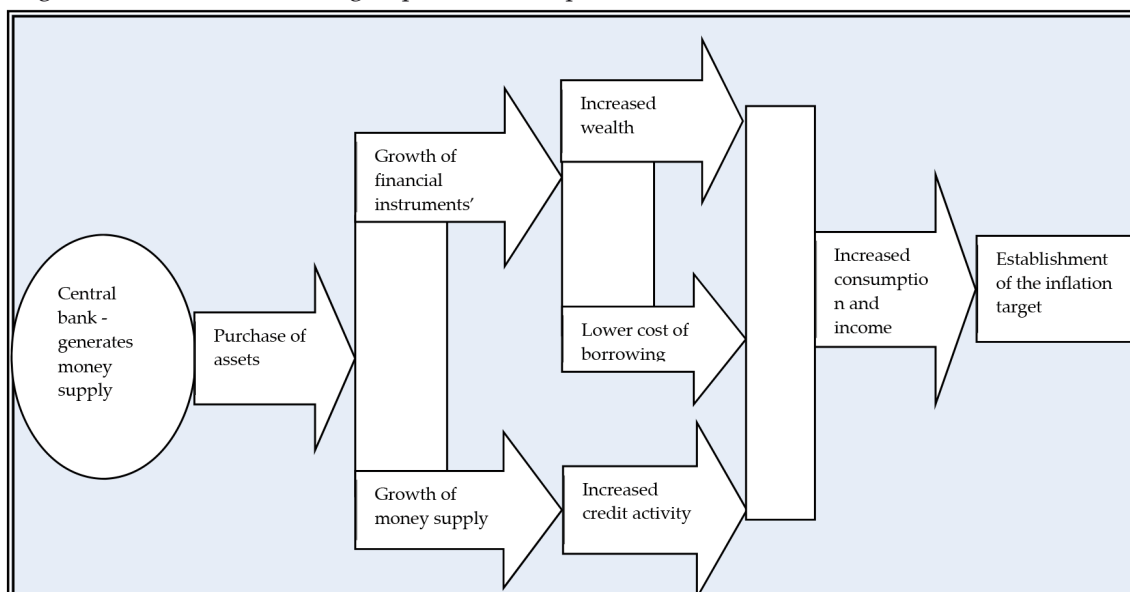 Central
bank -
generates
money
supply
Purchase of
assets
Growth of
financial
instruments'
Growth of
money supply
Increased
wealth
Lower cost of
borrowing
Increased
credit activity
Increased
consumptio
n and
income
Establishment
of the inflation
target